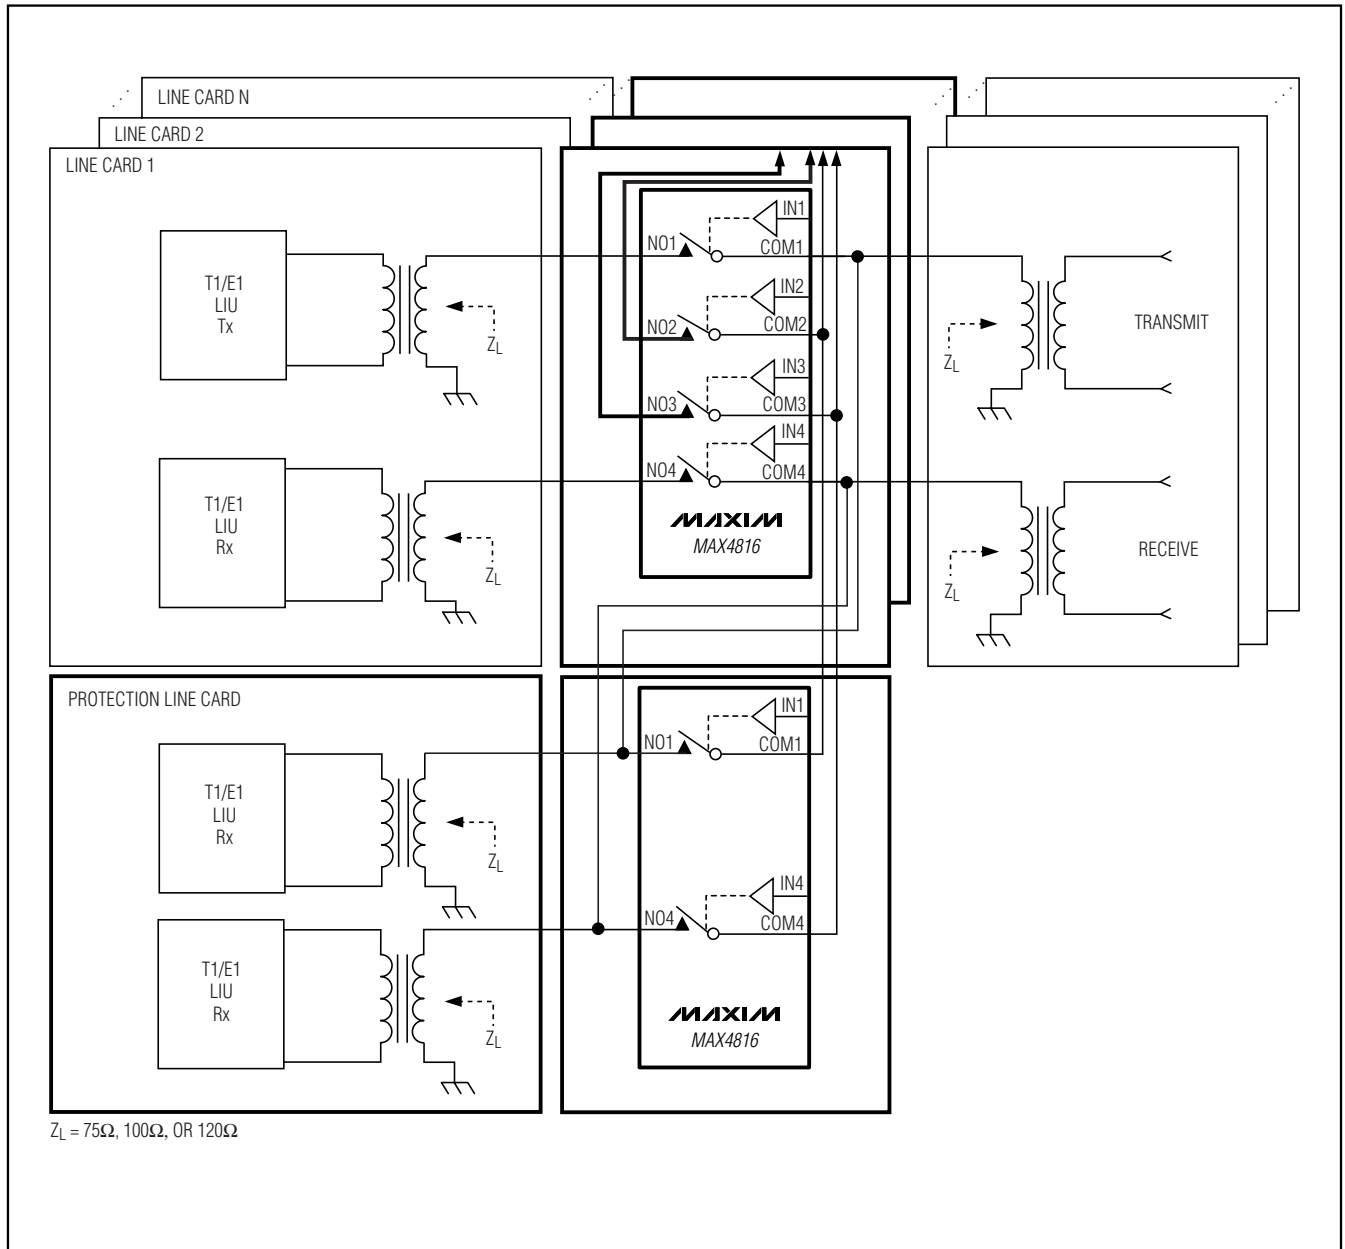 LINE CARD N
LINE CARD 2
LINE CARD 1
T1/E1
LIU
Tx
ZL
T1/E1
LIU
Rx
ZL
IN1
NO1
COM1
IN2
NO2
COM2
IN3
NO3
COM3
IN4
NO4
COM4
MAXIM
MAX4816
ZL
TRANSMIT
ZL
RECEIVE
PROTECTION LINE CARD
T1/E1
LIU
Rx
ZL
T1/E1
LIU
Rx
ZL
IN1
NO1
COM1
IN4
NO4
COM4
MAXIM
MAX4816
ZL = 75Ω, 100Ω, OR 120Ω